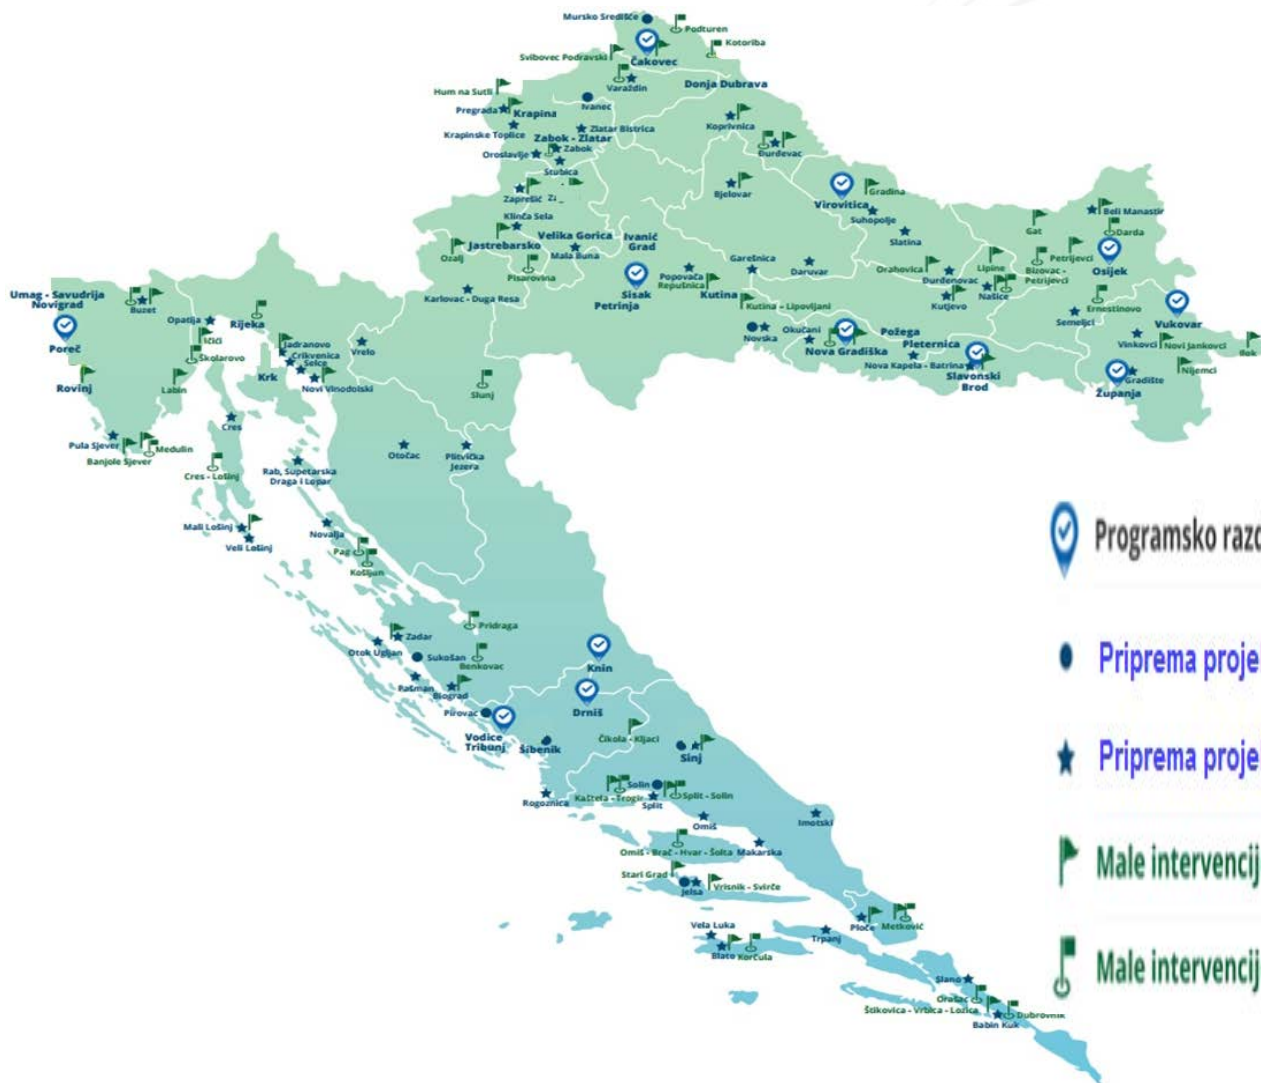 Mursko Središče
Podturen
Kotoriba
Svibovec Podravski
Čakovec
Varaždin
Donja Dubrava
Hum na Sutli
Ivanec
Pregrada
Krapina
Koprivnica
Krapinske Toplice
Zlatar Bistrica
Zabok - Zlatar
Zabok
Oroslavlje
Đurđevac
Stubica
Bjelovar
Zaprešić
Gradina
Virovitica
Beli Manastir
Klinča Sela
Suhopolje
Gat
Darda
Velika Gorica
Ivanić
Grad
Slatina
Jastrebarsko
Mala Buna
Petrijevci
Ozalj
Garešnica
Daruvar
Orahovica
Lipine
Osijek
Pisarovina
Popovača
Đurđenovac
Bizovac -
Petrijevci
Repušnica
Našice
Karlovac - Duga Resa
Sisak
Petrinja
Kutina
Kutjevo
Ernestinovo
Umag - Savudrija
Novigrad
Buzet
Kutina - Lipovljani
Opatija
Rijeka
Semeljci
Vukovar
Poreč
Ičići
Jadranovo
Vrelo
Novska
Okučani
Požega
Pleternica
Školarovo
Crikvenica
Selce
Nova Gradiška
Vinkovci
Novi Jankovci
Ilok
Rovinj
Labin
Krk
Novi Vinodolski
Slunj
Nova Kapela - Batrina
Slavonski
Brod
Nijemci
Gradište
Županja
Cres
Pula Sjever
Medulin
Banjole Sjever
Otočac
Plitvička
Jezera
Cres - Lošinj
Rab, Supetarska
Draga i Lopar
Mali Lošinj
Veli Lošinj
Novalja
Pag
Košljun
Programsko razd
Pridraga
Zadar
Otok Ugljan
Sukošan
Benkovac
Knin
Priprema projel
Pašman
Biograd
Pirovac
Drniš
Vodice
Tribunj
Šibenik
Čikola - Kljaci
Sinj
Priprema projel
Solin
Rogoznica
Kaštela - Trogir
Split
Split - Solin
Omiš
Imotski
Omiš - Brač - Hvar - Šolta
Makarska
Male intervencij
Stari Grad
Jelsa
Vrisnik - Svirče
Ploče
Metković
Vela Luka
Trpanj
Blato
Korčula
Male intervencij
Slano
Orašac
Štikovica - Vrbica - Lozica
Dubrovnik
Babin Kuk